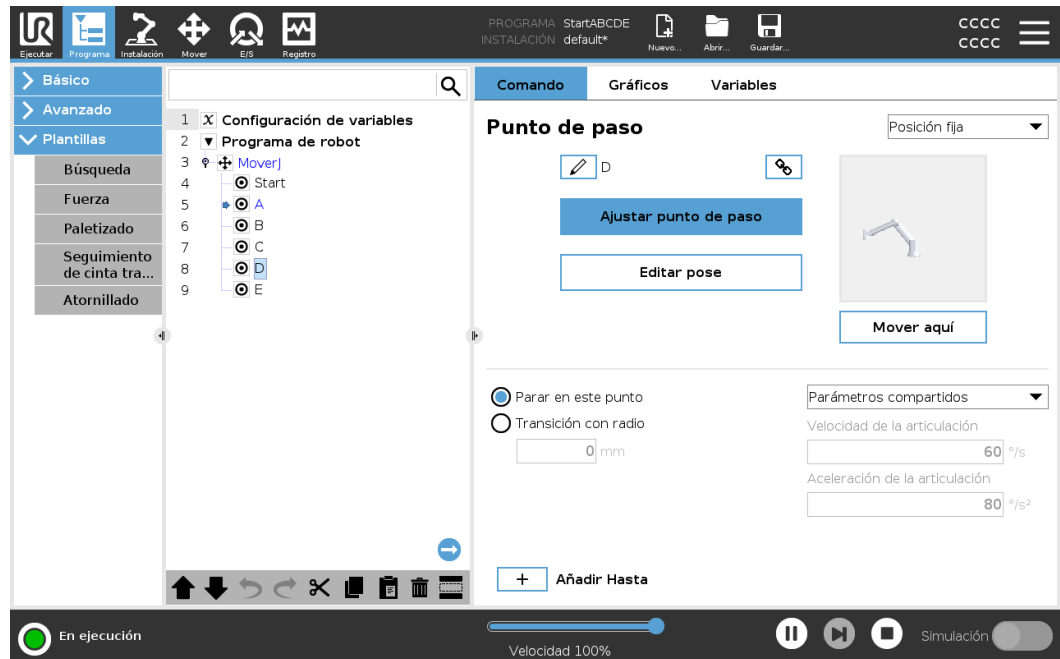 UR
PROGRAMA StartABCDE
INSTALACIÓN default*
CCCC
CCCC
Ejecutar
Programa
Instalación
Mover
E/S
Registro
Nuevo...
Abrir...
Guardar...
Básico
Avanzado
Plantillas
Búsqueda
Fuerza
Paletizado
Seguimiento
de cinta tra...
Atornillado
1 X Configuración de variables
2 Programa de robot
3 MoverJ
4 Start
5 A
6 B
7 C
8 D
9 E
Comando
Gráficos
Variables
Punto de paso
Posición fija
D
Ajustar punto de paso
Editar pose
Mover aquí
Parar en este punto
Transición con radio
0 mm
Parámetros compartidos
Velocidad de la articulación
60 °/s
Aceleración de la articulación
80 °/s²
+ Añadir Hasta
En ejecución
Velocidad 100%
Simulación